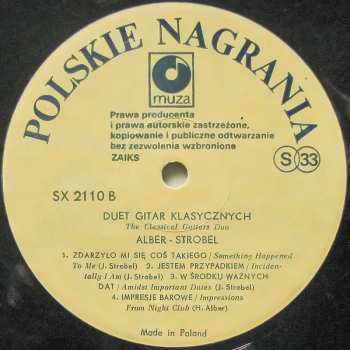 POLSKIE NAGRANIA
muza
Prawa producenta
i prawa autorskie zastrzeżone,
kopiowanie i publiczne odtwarzanie
bez zezwolenia wzbronione
ZAIKS
S 33
SX 2110 B
DUET GITAR KLASYCZNYCH
The Classical Guitars Duo
ALBER - STROBEL
1. ZDARZYŁO MI SIĘ COŚ TAKIEGO / Something Happened
To Me (J. Strobel) 2. JESTEM PRZYPADKIEM / Inciden-
tally I Am (J. Strobel) 3. W ŚRODKU WAŻNYCH
DAT / Amidst Important Dates (J. Strobel)
4. IMPRESJE BAROWE / Impressions
From Night Club (H. Alber)
Made in Poland